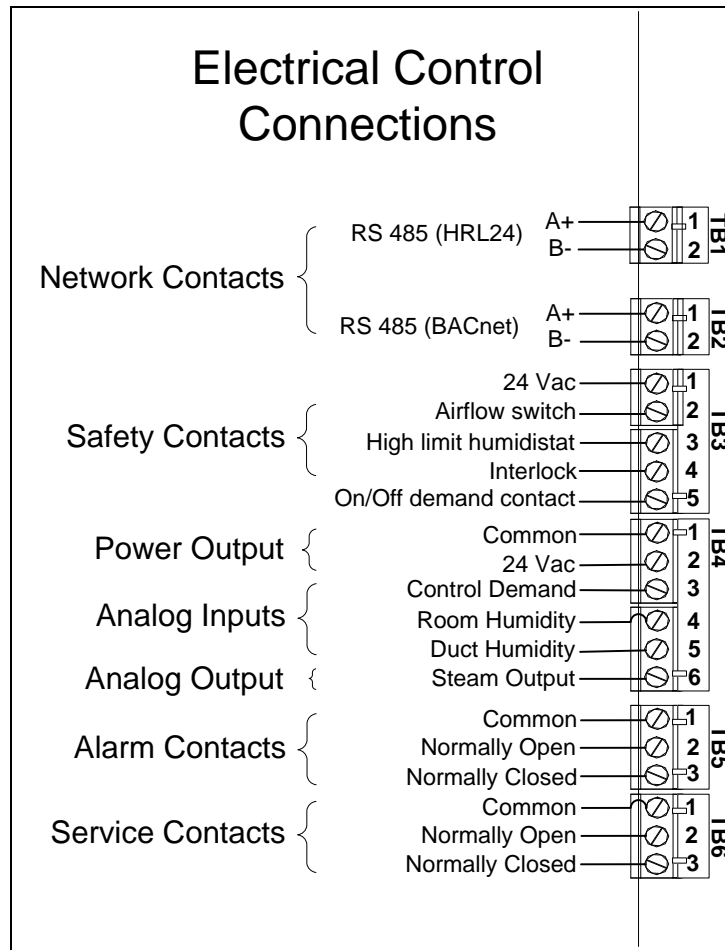 Electrical Control
Connections
Network Contacts
RS 485 (HRL24)
A+
B-
1
2
TB1
RS 485 (BACnet)
A+
B-
1
2
TB2
Safety Contacts
24 Vac
Airflow switch
High limit humidistat
Interlock
On/Off demand contact
1
2
3
4
5
TB3
Power Output
Common
24 Vac
Analog Inputs
Control Demand
Room Humidity
Duct Humidity
Analog Output
Steam Output
1
2
3
4
5
6
TB4
Alarm Contacts
Common
Normally Open
Normally Closed
1
2
3
TB5
Service Contacts
Common
Normally Open
Normally Closed
1
2
3
TB6